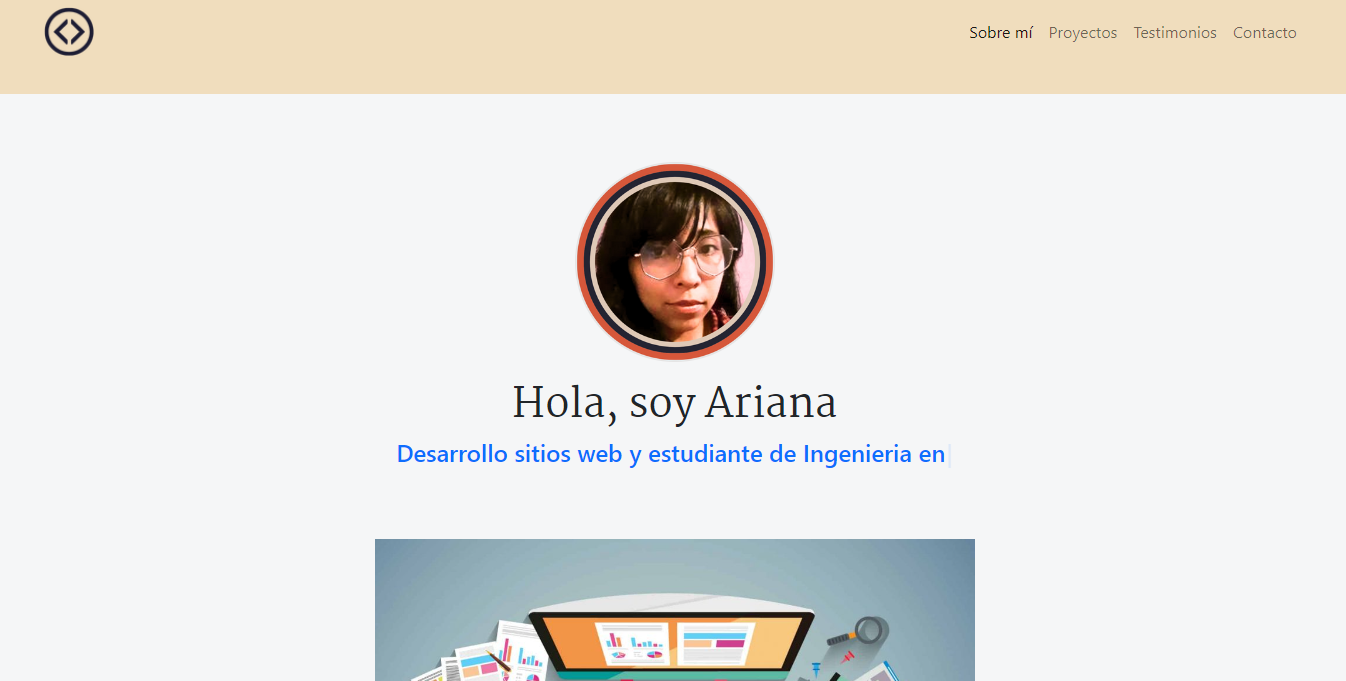 Sobre mí Proyectos Testimonios Contacto
Hola, soy Ariana
Desarrollo sitios web y estudiante de Ingenieria en